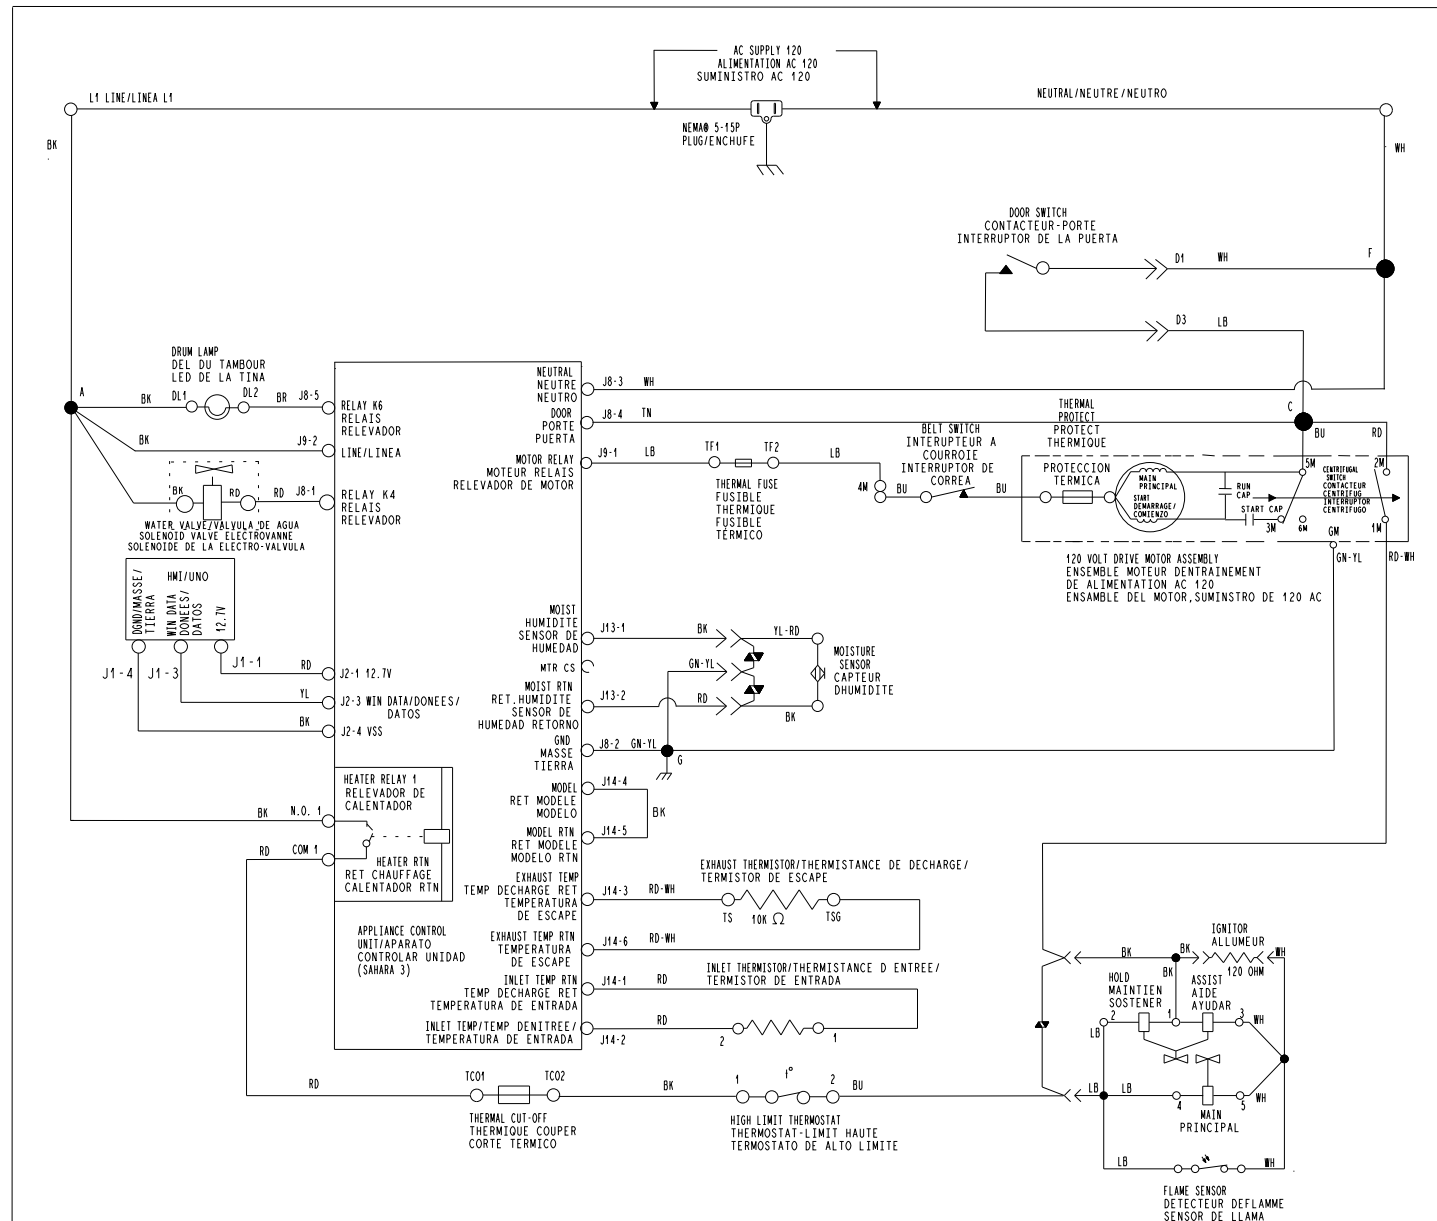 AC SUPPLY 120
ALIMENTATION AC 120
SUMINISTRO AC 120
L1 LINE/LINEA L1
NEUTRAL/NEUTRE/NEUTRO
NEMA® 5-15P
PLUG/ENCHUFE
BK
WH
DOOR SWITCH
CONTACTEUR-PORTE
INTERRUPTOR DE LA PUERTA
D1
WH
F
D3
LB
DRUM LAMP
DEL DU TAMBOUR
LED DE LA TINA
A
BK
DL1
DL2
BR
J8-5
RELAY K6
RELAIS
RELEVADOR
BK
J9-2
LINE/LINEA
BK
RD
RD
J8-1
RELAY K4
RELAIS
RELEVADOR
WATER VALVE/VALVULA DE AGUA
SOLENOID VALVE ELECTROVANNE
SOLENOIDE DE LA ELECTRO-VALVULA
NEUTRAL
NEUTRE
NEUTRO
J8-3
WH
DOOR
PORTE
PUERTA
J8-4
TN
MOTOR RELAY
MOTEUR RELAIS
RELEVADOR DE MOTOR
J9-1
LB
TF1
TF2
LB
THERMAL FUSE
FUSIBLE
THERMIQUE
FUSIBLE
TÉRMICO
4M
BU
BELT SWITCH
INTERUPTEUR A
COURROIE
INTERRUPTOR DE
CORREA
BU
THERMAL
PROTECT
PROTECT
THERMIQUE
C
BU
RD
PROTECCION
TERMICA
MAIN
PRINCIPAL
START
DEMARRAGE/
COMIENZO
RUN
CAP
START CAP
5M
2M
3M
6M
1M
GM
CENTRIFUGAL
SWITCH
CONTACTEUR
CENTRIFUG
INTERRUPTOR
CENTRIFUGO
GN-YL
RD-WH
120 VOLT DRIVE MOTOR ASSEMBLY
ENSEMBLE MOTEUR DENTRAINEMENT
DE ALIMENTATION AC 120
ENSAMBLE DEL MOTOR,SUMINSTRO DE 120 AC
DGND/MASSE/
TIERRA
HMI/UNO
WIN DATA
DONEES/
DATOS
12.7V
J1-4
J1-3
J1-1
RD
J2-1 12.7V
YL
J2-3 WIN DATA/DONEES/
DATOS
BK
J2-4 VSS
MOIST
HUMIDITE
SENSOR DE
HUMEDAD
J13-1
BK
YL-RD
MTR CS
GN-YL
MOISTURE
SENSOR
CAPTEUR
DHUMIDITE
MOIST RTN
RET.HUMIDITE
SENSOR DE
HUMEDAD RETORNO
J13-2
RD
BK
GND
MASSE
TIERRA
J8-2
GN-YL
G
HEATER RELAY 1
RELEVADOR DE
CALENTADOR
BK
N.O. 1
RD
COM 1
HEATER RTN
RET CHAUFFAGE
CALENTADOR RTN
MODEL
RET MODELE
MODELO
J14-4
BK
MODEL RTN
RET MODELE
MODELO RTN
J14-5
EXHAUST TEMP
TEMP DECHARGE RET
TEMPERATURA
DE ESCAPE
J14-3
RD-WH
EXHAUST THERMISTOR/THERMISTANCE DE DECHARGE/
TERMISTOR DE ESCAPE
TS
10K Ω
TSG
EXHAUST TEMP RTN
TEMPERATURA
DE ESCAPE
J14-6
RD-WH
APPLIANCE CONTROL
UNIT/APARATO
CONTROLAR UNIDAD
(SAHARA 3)
INLET TEMP RTN
TEMP DECHARGE RET
TEMPERATURA DE ENTRADA
J14-1
RD
INLET THERMISTOR/THERMISTANCE D ENTREE/
TERMISTOR DE ENTRADA
INLET TEMP/TEMP DENITREE/
TEMPERATURA DE ENTRADA
J14-2
RD
2
1
RD
TCO1
TCO2
THERMAL CUT-OFF
THERMIQUE COUPER
CORTE TERMICO
BK
1
t°
2
BU
HIGH LIMIT THERMOSTAT
THERMOSTAT-LIMIT HAUTE
TERMOSTATO DE ALTO LIMITE
IGNITOR
ALLUMEUR
BK
BK
WH
120 OHM
BK
HOLD
MAINTIEN
SOSTENER
ASSIST
AIDE
AYUDAR
2
1
3
WH
LB
LB
LB
4
5
WH
MAIN
PRINCIPAL
LB
WH
FLAME SENSOR
DETECTEUR DEFLAMME
SENSOR DE LLAMA